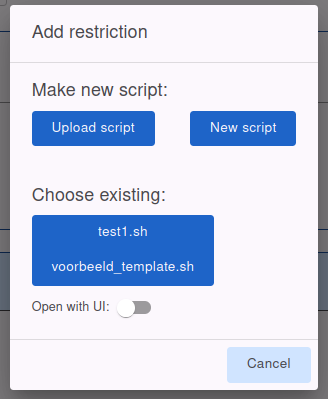 Add restriction
Make new script:
Upload script
New script
Choose existing:
test1.sh
voorbeeld_template.sh
Open with UI:
Cancel